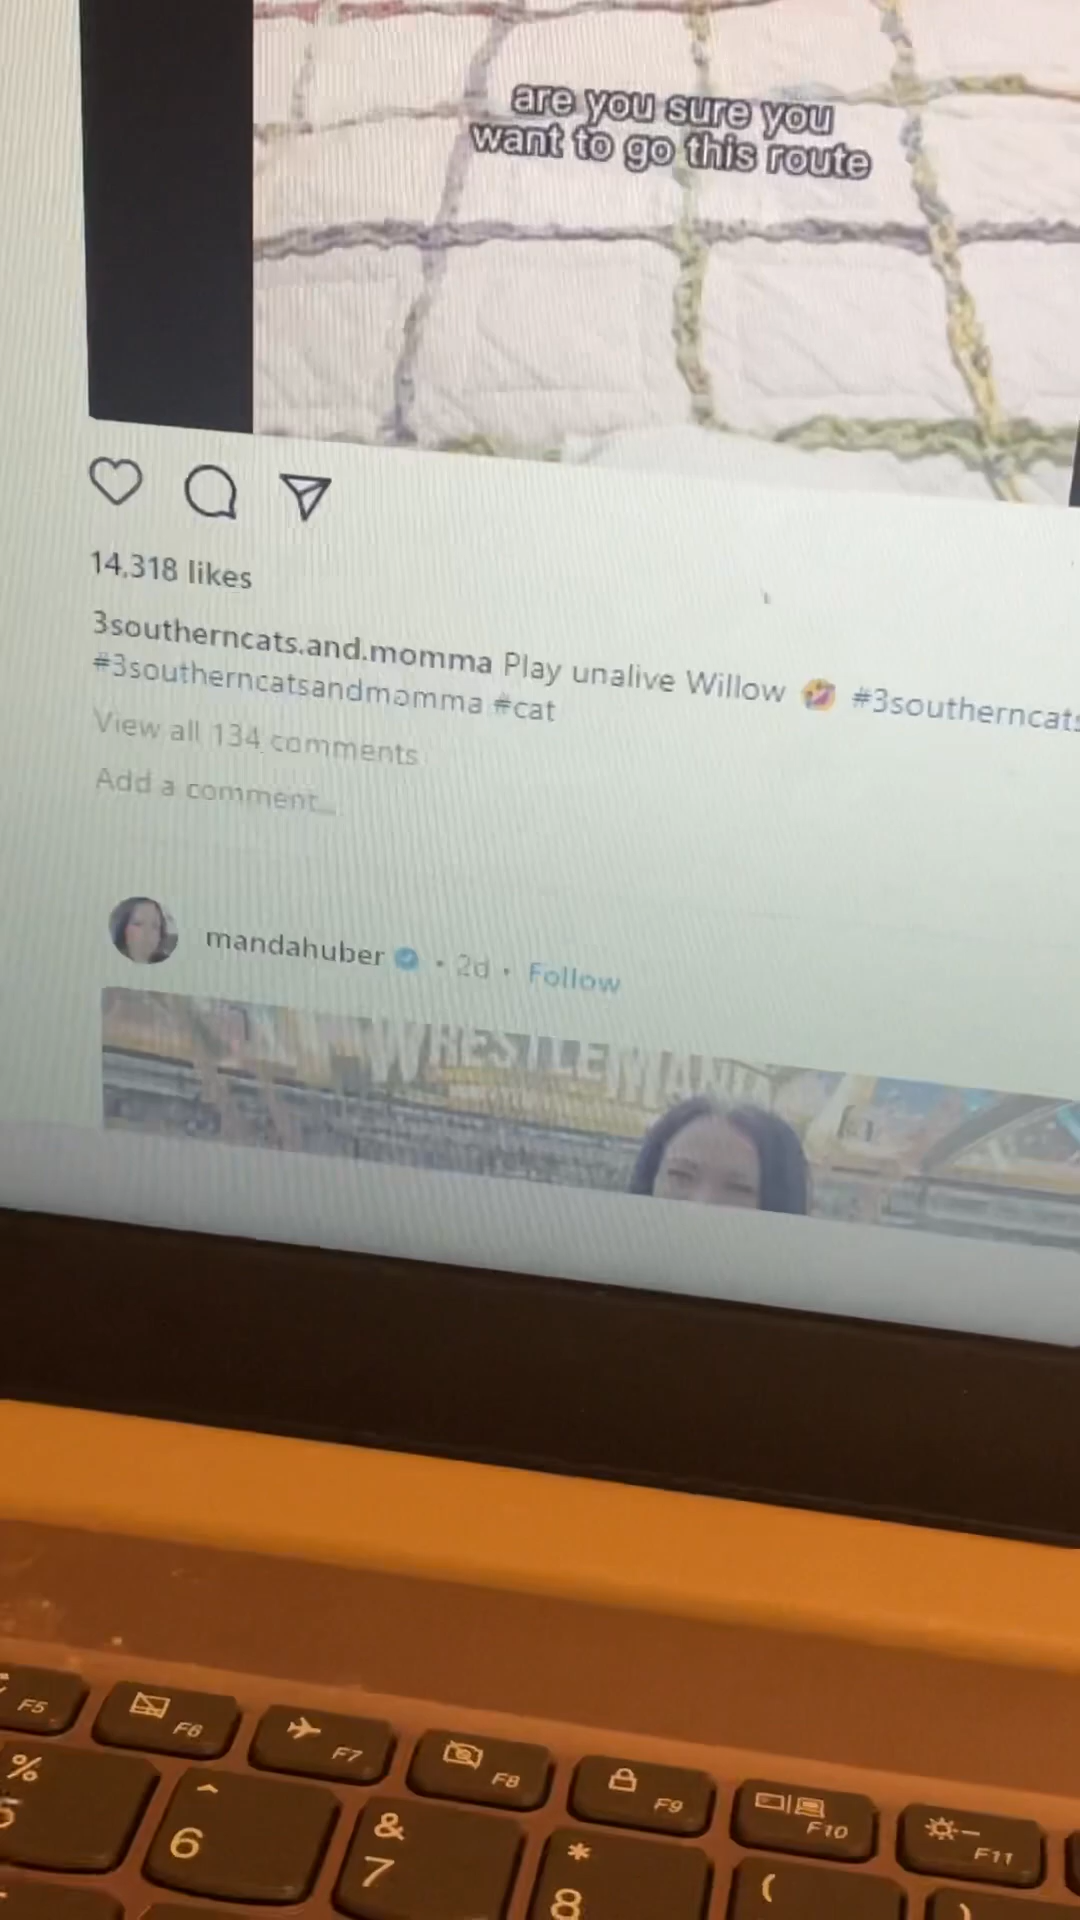 are you sure you
want to go this route
14,318 likes
3southerncats.and.momma Play unalive Willow 🤣 #3southerncats
#3southerncatsandmomma #cat
View all 134 comments
Add a comment...
mandahuber • 2d • Follow
WRESTLEMANIA
F5
F6
F7
F8
F9
F10
F11
%
5
^
6
&
7
*
8
(
)